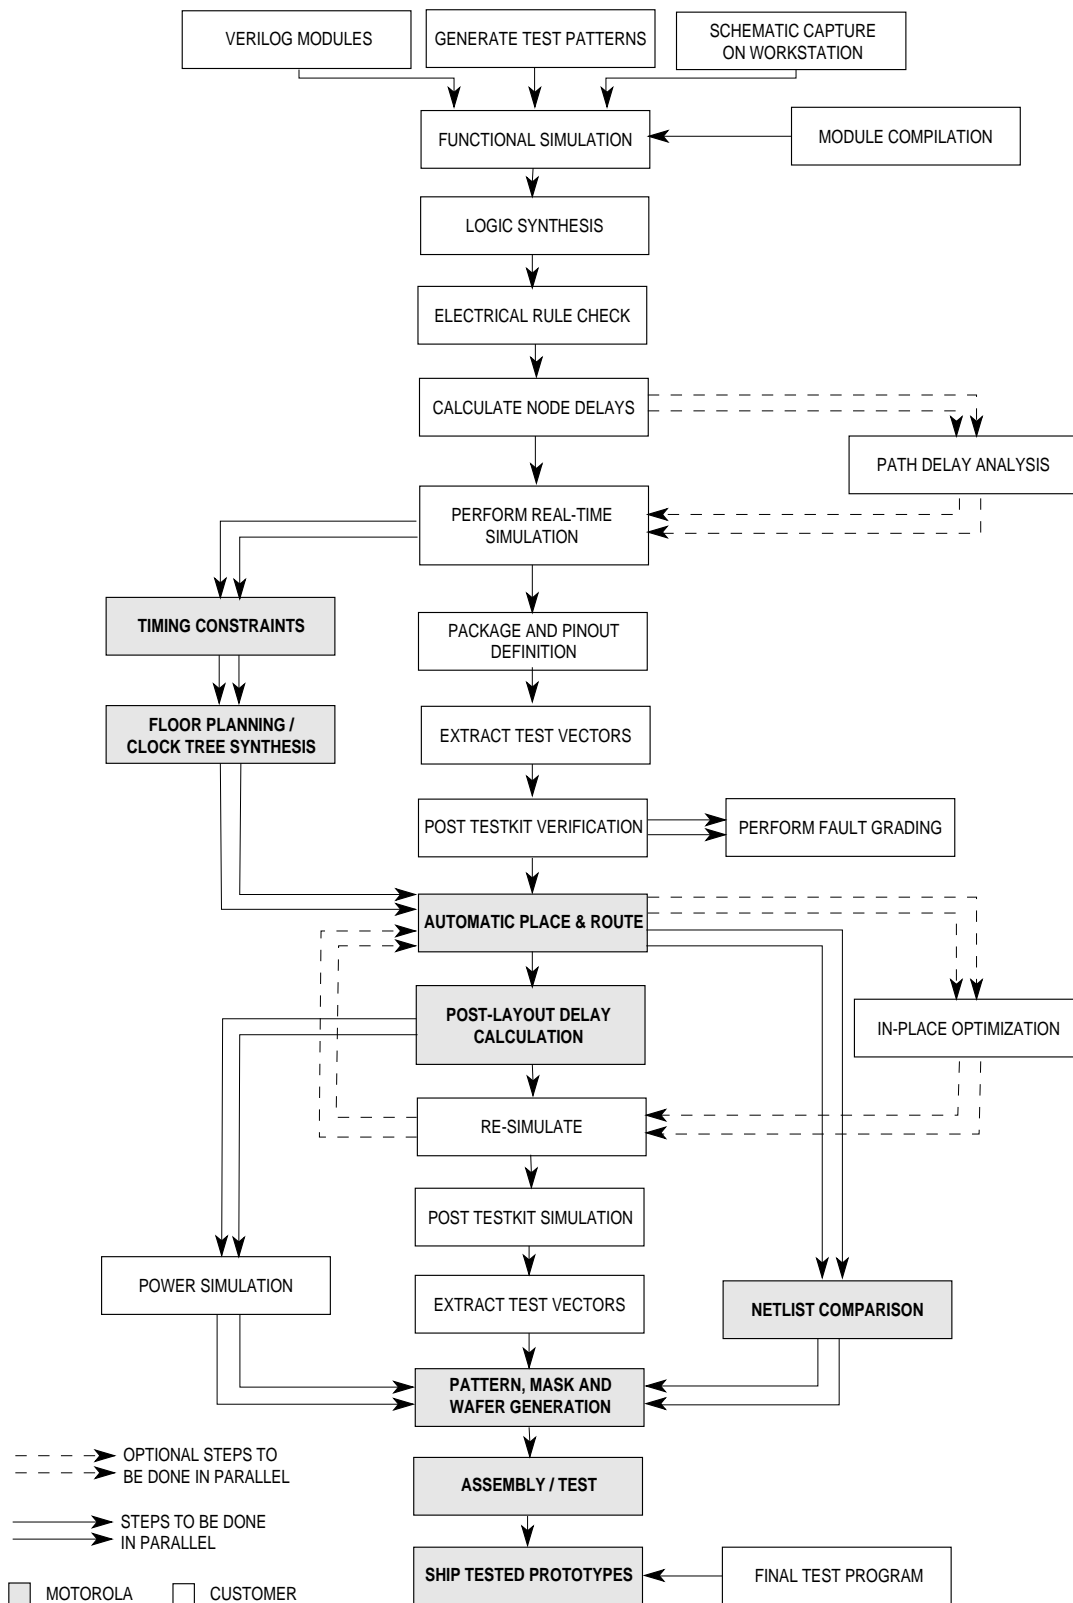 VERILOG MODULES
GENERATE TEST PATTERNS
SCHEMATIC CAPTURE
ON WORKSTATION
FUNCTIONAL SIMULATION
MODULE COMPILATION
LOGIC SYNTHESIS
ELECTRICAL RULE CHECK
CALCULATE NODE DELAYS
PATH DELAY ANALYSIS
PERFORM REAL-TIME
SIMULATION
TIMING CONSTRAINTS
PACKAGE AND PINOUT
DEFINITION
FLOOR PLANNING /
CLOCK TREE SYNTHESIS
EXTRACT TEST VECTORS
POST TESTKIT VERIFICATION
PERFORM FAULT GRADING
AUTOMATIC PLACE & ROUTE
POST-LAYOUT DELAY
CALCULATION
IN-PLACE OPTIMIZATION
RE-SIMULATE
POST TESTKIT SIMULATION
POWER SIMULATION
EXTRACT TEST VECTORS
NETLIST COMPARISON
PATTERN, MASK AND
WAFER GENERATION
OPTIONAL STEPS TO
BE DONE IN PARALLEL
ASSEMBLY / TEST
STEPS TO BE DONE
IN PARALLEL
SHIP TESTED PROTOTYPES
FINAL TEST PROGRAM
MOTOROLA
CUSTOMER